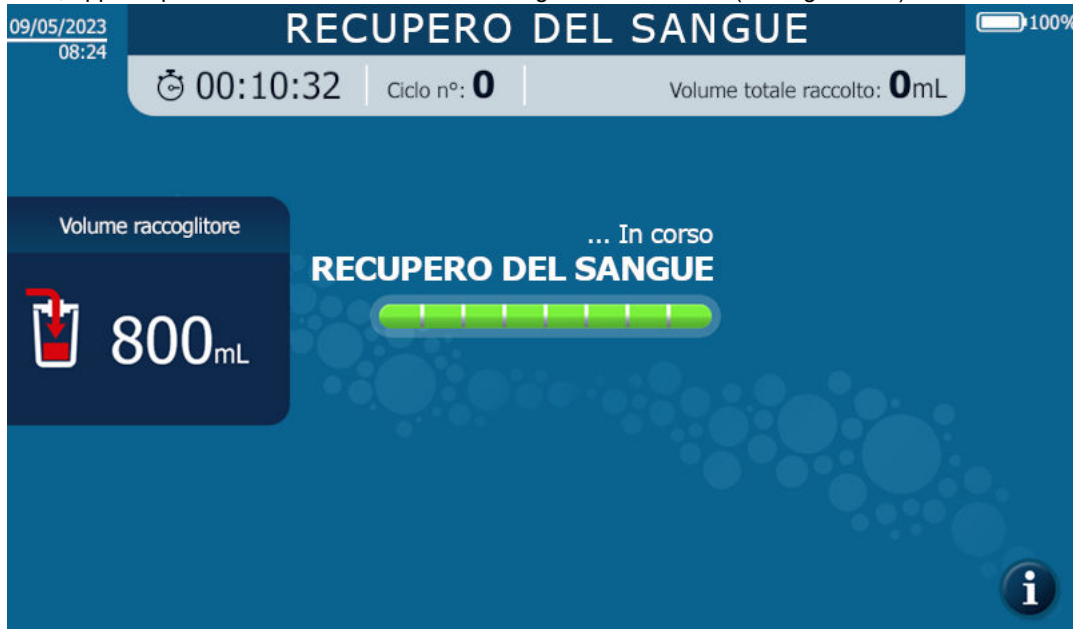 RECUPERO DEL SANGUE
09/05/2023
08:24
100%
00:10:32 Ciclo n°: 0 Volume totale raccolto: 0mL
Volume raccoglitore
800mL
... In corso
RECUPERO DEL SANGUE
i